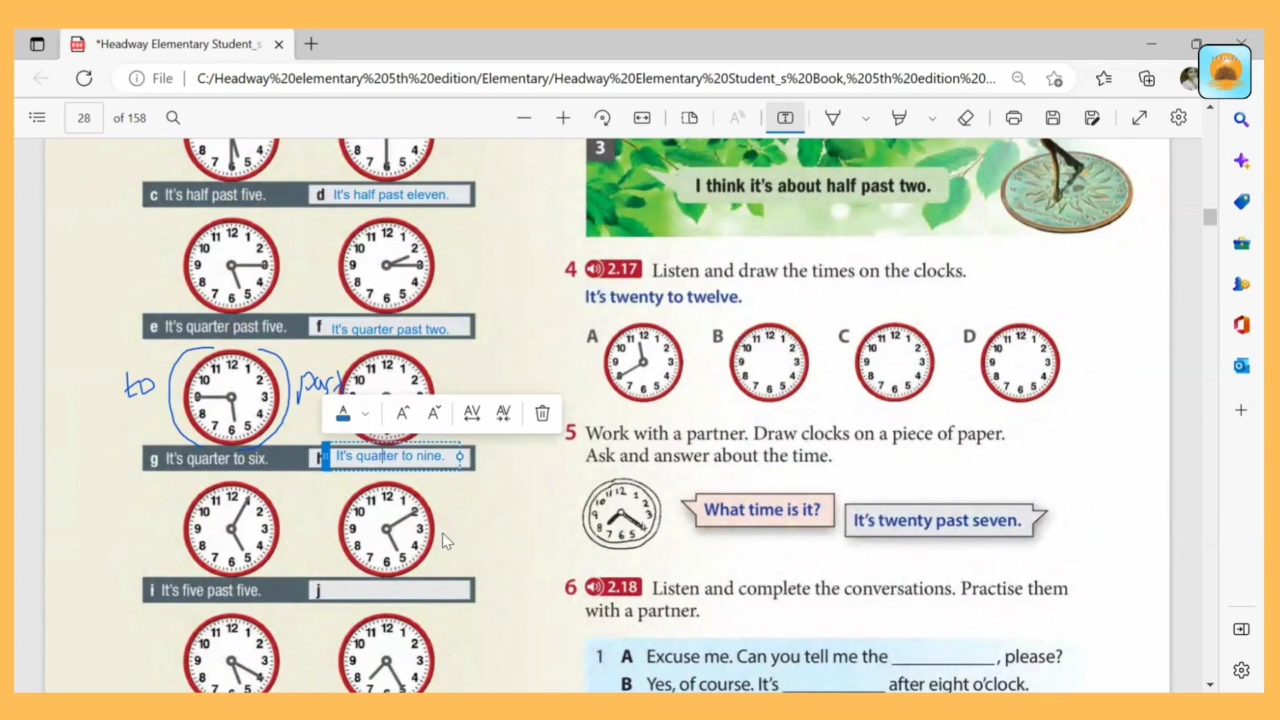 *Headway Elementary Student_s
File
C:/Headway%20elementary%205th%20edition/Elementary/Headway%20Elementary%20Student_s%20Book,%205th%20edition%20...
28 of 158
c It's half past five.
d It's half past eleven.
e It's quarter past five.
f It's quarter past two.
to
past
g It's quarter to six.
h It's quarter to nine.
i It's five past five.
j
3
I think it's about half past two.
4 2.17 Listen and draw the times on the clocks.
It's twenty to twelve.
A B C D
5 Work with a partner. Draw clocks on a piece of paper.
Ask and answer about the time.
What time is it?
It's twenty past seven.
6 2.18 Listen and complete the conversations. Practise them
with a partner.
1 A Excuse me. Can you tell me the ____________, please?
B Yes, of course. It's ____________ after eight o'clock.